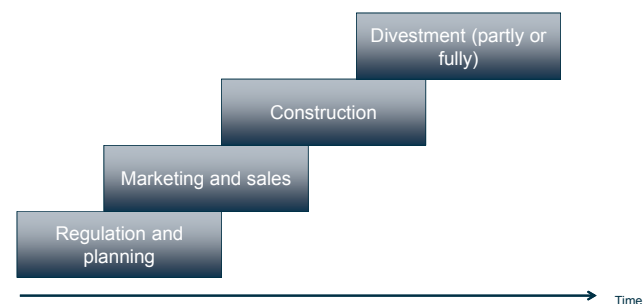 Divestment (partly or
fully)
Construction
Marketing and sales
Regulation and
planning
Time